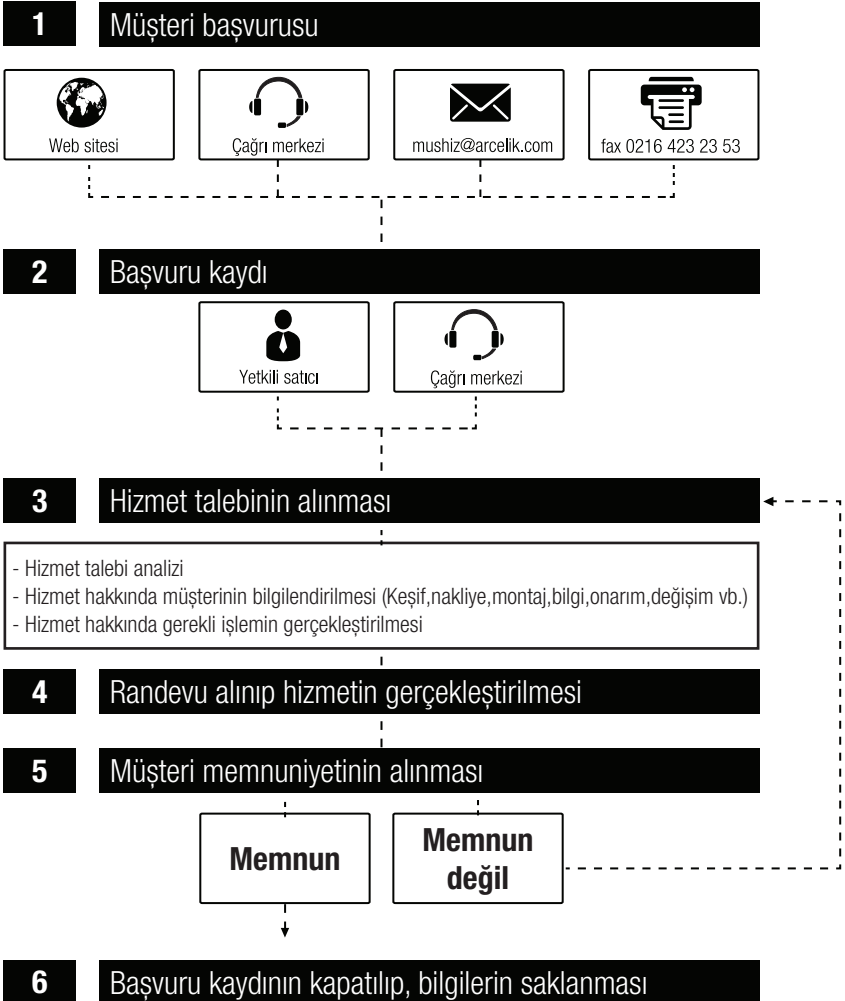 1 Müşteri başvurusu
Web sitesi
Çağrı merkezi
mushiz@arcelik.com
fax 0216 423 23 53
2 Başvuru kaydı
Yetkili satıcı
Çağrı merkezi
3 Hizmet talebinin alınması
- Hizmet talebi analizi
- Hizmet hakkında müşterinin bilgilendirilmesi (Keşif,nakliye,montaj,bilgi,onarım,değişim vb.)
- Hizmet hakkında gerekli işlemin gerçekleştirilmesi
4 Randevu alınıp hizmetin gerçekleştirilmesi
5 Müşteri memnuniyetinin alınması
Memnun
Memnun
değil
6 Başvuru kaydının kapatılıp, bilgilerin saklanması